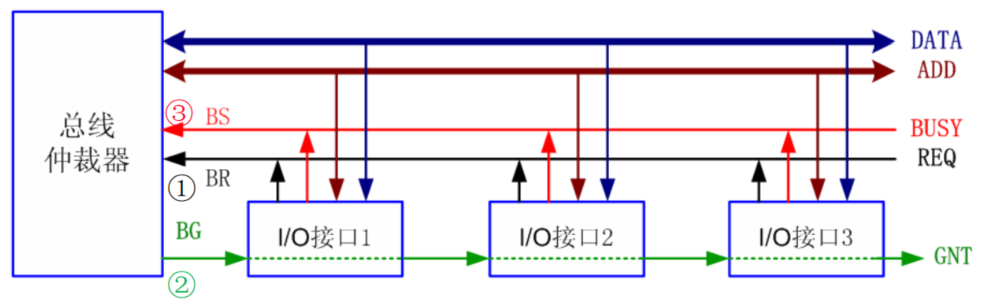 DATA
ADD
总线
仲裁器
③ BS
BUSY
① BR
REQ
BG
I/O接口1
I/O接口2
I/O接口3
GNT
②